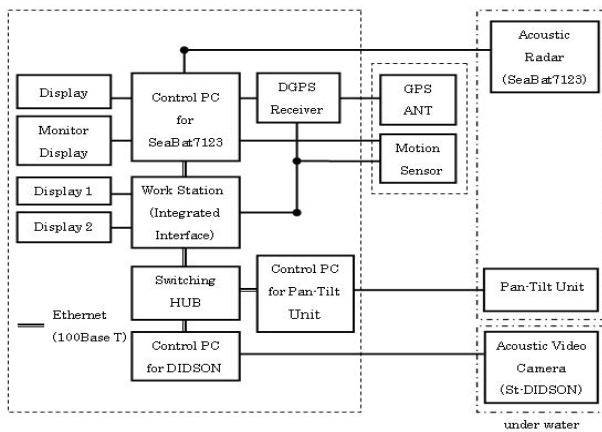 Acoustic
Radar
(SeaBat7123)
Display
Control PC
for
SeaBat7123
DGPS
Receiver
GPS
ANT
Monitor
Display
Motion
Sensor
Display 1
Display 2
Work Station
(Integrated
Interface)
Switching
HUB
Control PC
for Pan-Tilt
Unit
Pan-Tilt Unit
Ethernet
(100Base T)
Control PC
for DIDSON
Acoustic Video
Camera
(St-DIDSON)
under water